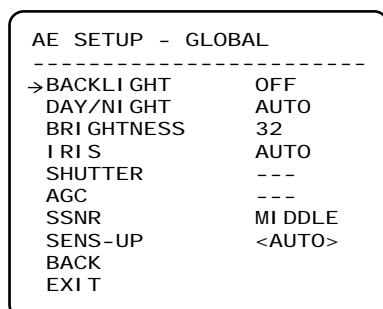 AE SETUP - GLOBAL
-------------------------
→BACKLIGHT OFF
DAY/NIGHT AUTO
BRIGHTNESS 32
IRIS AUTO
SHUTTER ---
AGC ---
SSNR MIDDLE
SENS-UP <AUTO>
BACK
EXIT